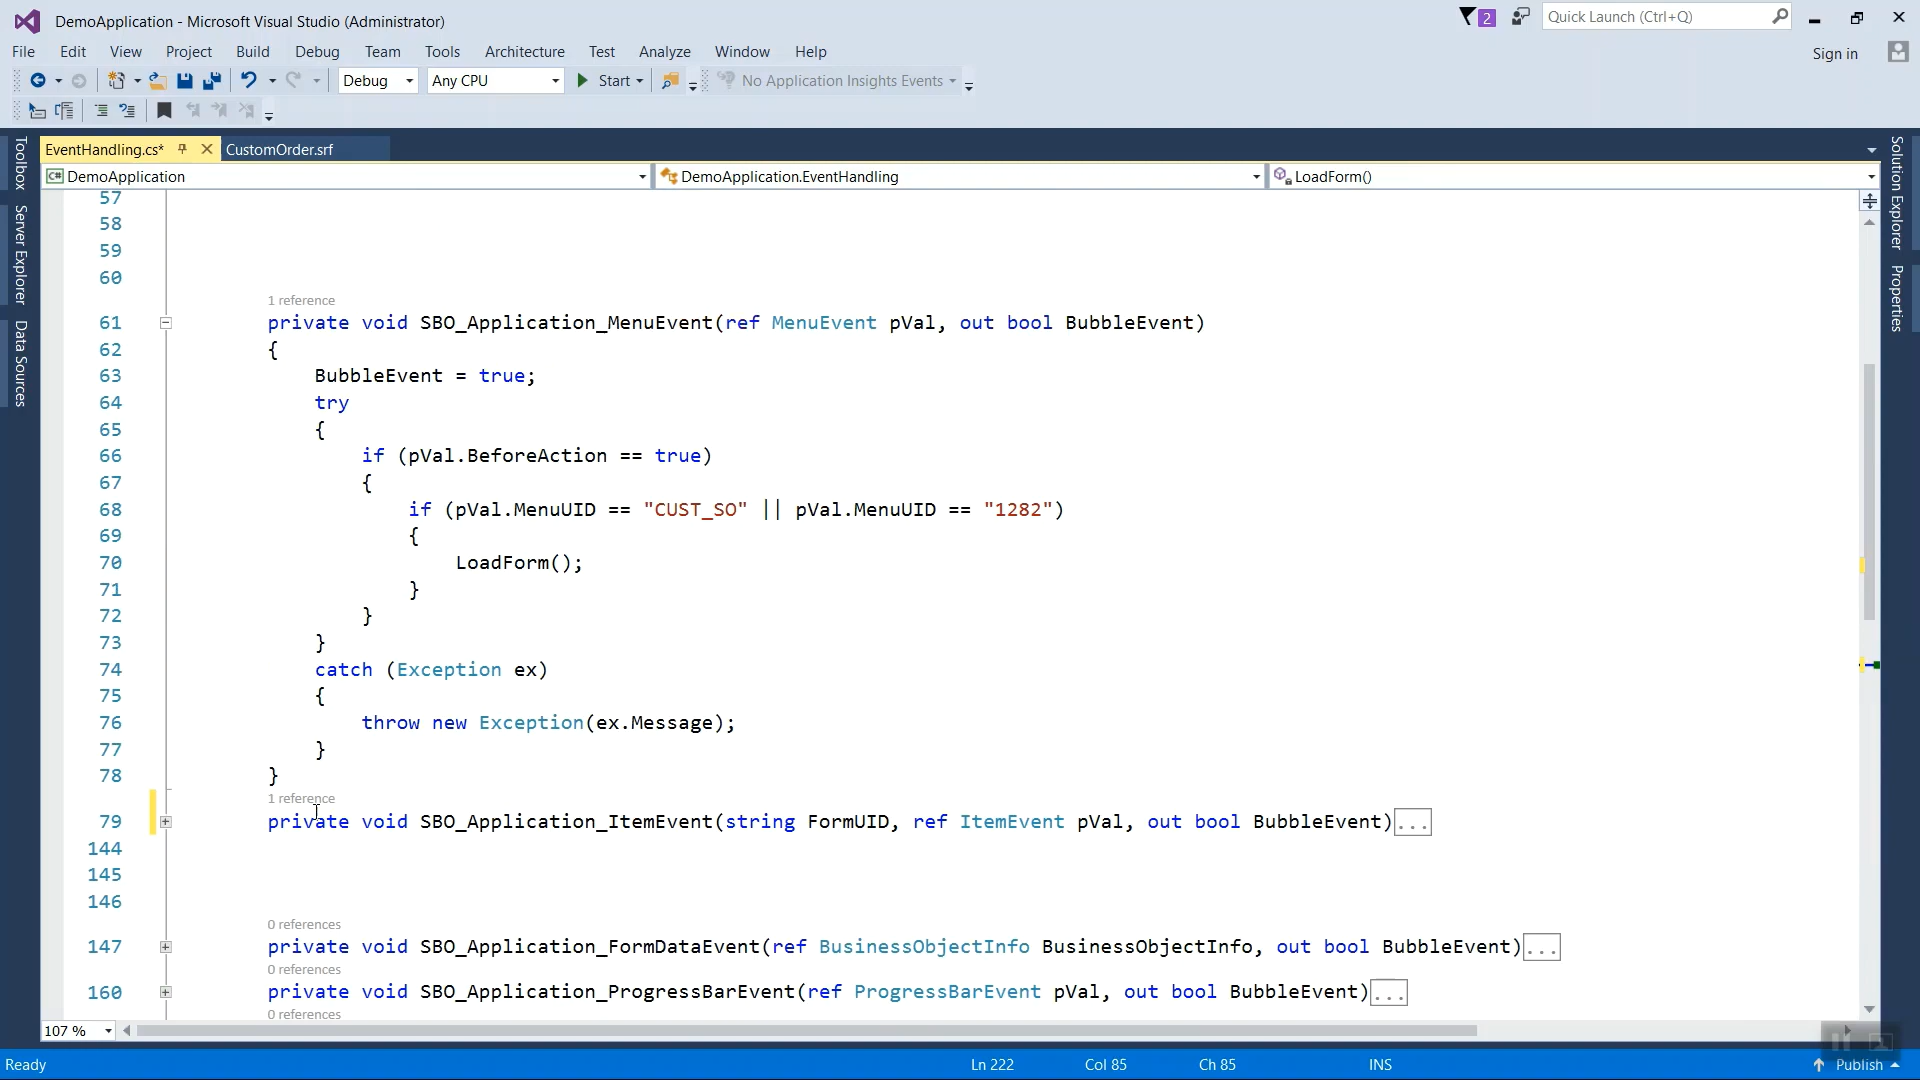 DemoApplication - Microsoft Visual Studio (Administrator)
2
Quick Launch (Ctrl+Q)
File Edit View Project Build Debug Team Tools Architecture Test Analyze Window Help
Sign in
Debug Any CPU Start No Application Insights Events
EventHandling.cs* CustomOrder.srf
C# DemoApplication DemoApplication.EventHandling LoadForm()
Toolbox
Server Explorer
Data Sources
Solution Explorer
Properties
57
58
59
60
1 reference
61 private void SBO_Application_MenuEvent(ref MenuEvent pVal, out bool BubbleEvent)
62 {
63 BubbleEvent = true;
64 try
65 {
66 if (pVal.BeforeAction == true)
67 {
68 if (pVal.MenuUID == "CUST_SO" || pVal.MenuUID == "1282")
69 {
70 LoadForm();
71 }
72 }
73 }
74 catch (Exception ex)
75 {
76 throw new Exception(ex.Message);
77 }
78 }
1 reference
79 private void SBO_Application_ItemEvent(string FormUID, ref ItemEvent pVal, out bool BubbleEvent)...
144
145
146
0 references
147 private void SBO_Application_FormDataEvent(ref BusinessObjectInfo BusinessObjectInfo, out bool BubbleEvent)...
0 references
160 private void SBO_Application_ProgressBarEvent(ref ProgressBarEvent pVal, out bool BubbleEvent)...
0 references
107 %
Ready Ln 222 Col 85 Ch 85 INS Publish